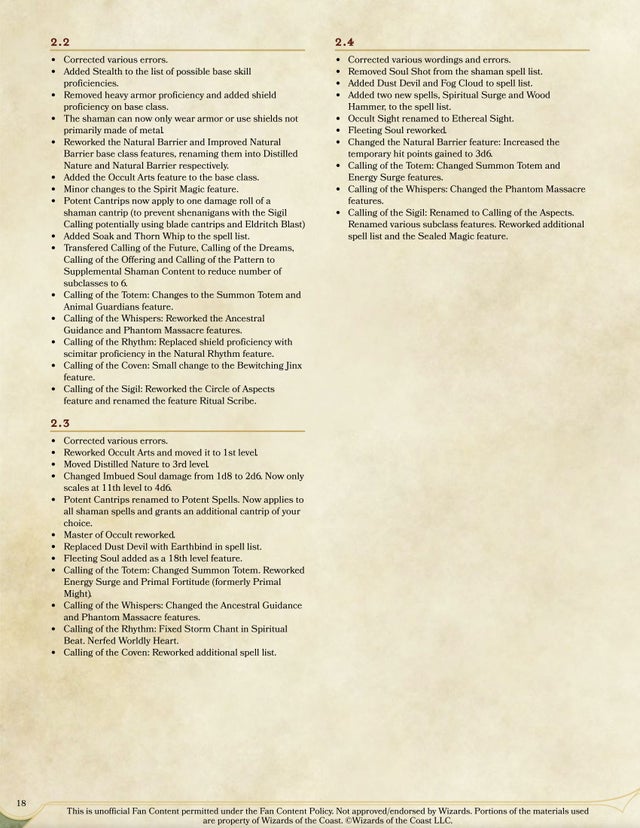 2.2
• Corrected various errors.
• Added Stealth to the list of possible base skill
proficiencies.
• Removed heavy armor proficiency and added shield
proficiency on base class.
• The shaman can now only wear armor or use shields not
primarily made of metal.
• Reworked the Natural Barrier and Improved Natural
Barrier base class features, renaming them into Distilled
Nature and Natural Barrier respectively.
• Added the Occult Arts feature to the base class.
• Minor changes to the Spirit Magic feature.
• Potent Cantrips now apply to one damage roll of a
shaman cantrip (to prevent shenanigans with the Sigil
Calling potentially using blade cantrips and Eldritch Blast)
• Added Soak and Thorn Whip to the spell list.
• Transfered Calling of the Future, Calling of the Dreams,
Calling of the Offering and Calling of the Pattern to
Supplemental Shaman Content to reduce number of
subclasses to 6.
• Calling of the Totem: Changes to the Summon Totem and
Animal Guardians feature.
• Calling of the Whispers: Reworked the Ancestral
Guidance and Phantom Massacre features.
• Calling of the Rhythm: Replaced shield proficiency with
scimitar proficiency in the Natural Rhythm feature.
• Calling of the Coven: Small change to the Bewitching Jinx
feature.
• Calling of the Sigil: Reworked the Circle of Aspects
feature and renamed the feature Ritual Scribe.
2.3
• Corrected various errors.
• Reworked Occult Arts and moved it to 1st level.
• Moved Distilled Nature to 3rd level.
• Changed Imbued Soul damage from 1d8 to 2d6. Now only
scales at 11th level to 4d6.
• Potent Cantrips renamed to Potent Spells. Now applies to
all shaman spells and grants an additional cantrip of your
choice.
• Master of Occult reworked.
• Replaced Dust Devil with Earthbind in spell list.
• Fleeting Soul added as a 18th level feature.
• Calling of the Totem: Changed Summon Totem. Reworked
Energy Surge and Primal Fortitude (formerly Primal
Might).
• Calling of the Whispers: Changed the Ancestral Guidance
and Phantom Massacre features.
• Calling of the Rhythm: Fixed Storm Chant in Spiritual
Beat. Nerfed Worldly Heart.
• Calling of the Coven: Reworked additional spell list.
2.4
• Corrected various wordings and errors.
• Removed Soul Shot from the shaman spell list.
• Added Dust Devil and Fog Cloud to spell list.
• Added two new spells, Spiritual Surge and Wood
Hammer, to the spell list.
• Occult Sight renamed to Ethereal Sight.
• Fleeting Soul reworked.
• Changed the Natural Barrier feature: Increased the
temporary hit points gained to 3d6.
• Calling of the Totem: Changed Summon Totem and
Energy Surge features.
• Calling of the Whispers: Changed the Phantom Massacre
features.
• Calling of the Sigil: Renamed to Calling of the Aspects.
Renamed various subclass features. Reworked additional
spell list and the Sealed Magic feature.
18
This is unofficial Fan Content permitted under the Fan Content Policy. Not approved/endorsed by Wizards. Portions of the materials used
are property of Wizards of the Coast. ©Wizards of the Coast LLC.